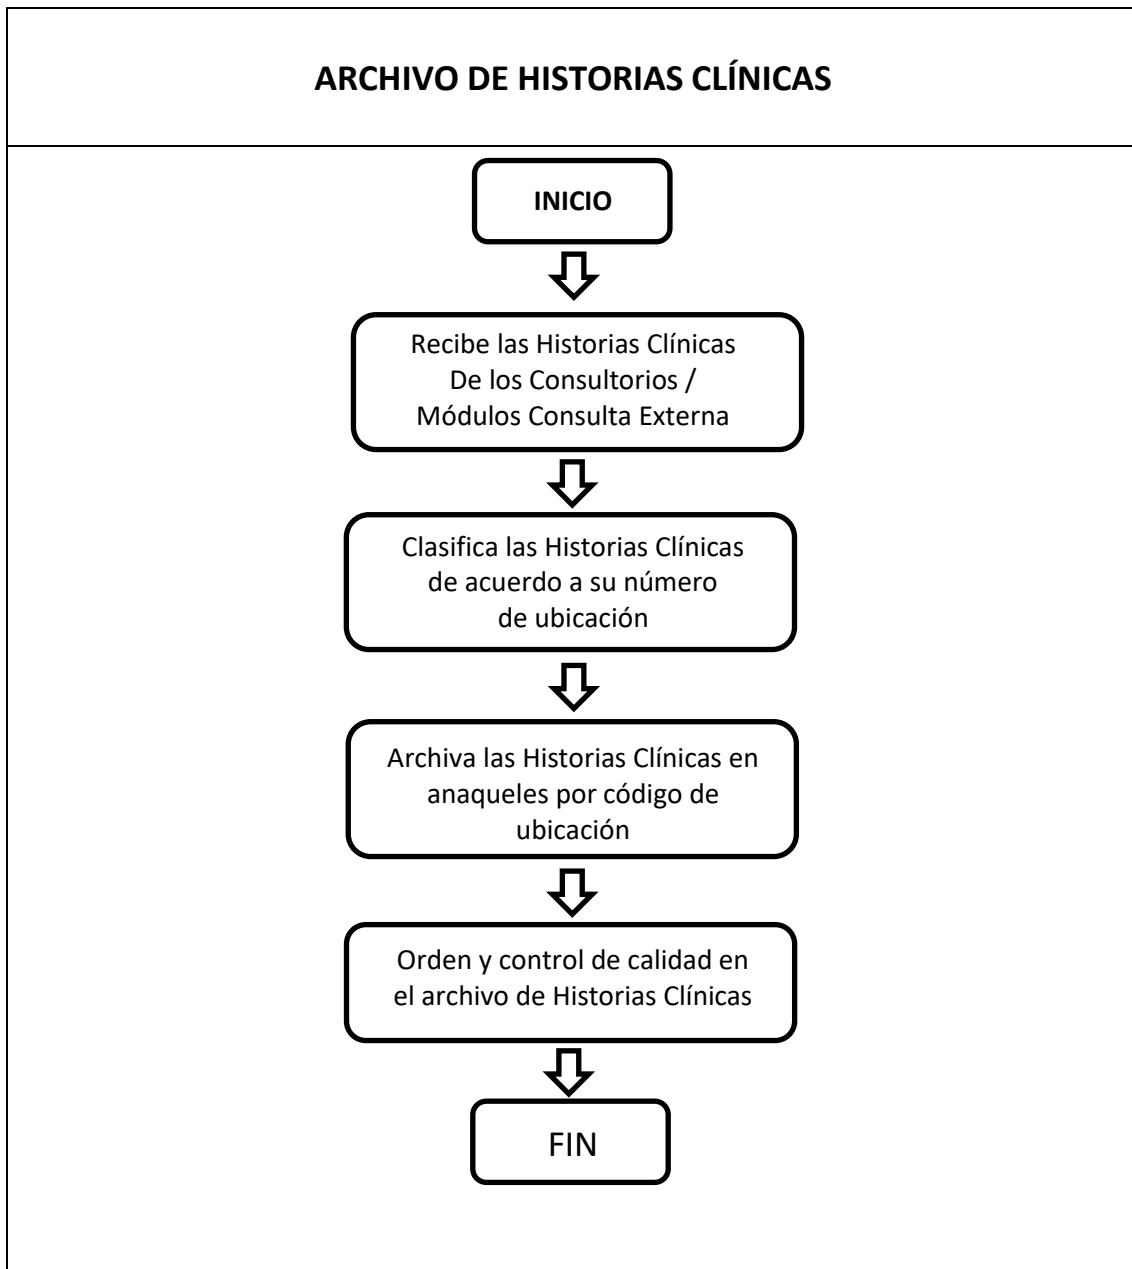 ARCHIVO DE HISTORIAS CLÍNICAS
INICIO
Recibe las Historias Clínicas
De los Consultorios /
Módulos Consulta Externa
Clasifica las Historias Clínicas
de acuerdo a su número
de ubicación
Archiva las Historias Clínicas en
anaqueles por código de
ubicación
Orden y control de calidad en
el archivo de Historias Clínicas
FIN